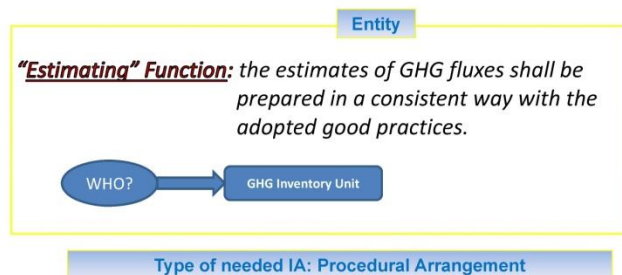 Entity
“Estimating” Function: the estimates of GHG fluxes shall be
prepared in a consistent way with the
adopted good practices.
WHO?
GHG Inventory Unit
Type of needed IA: Procedural Arrangement